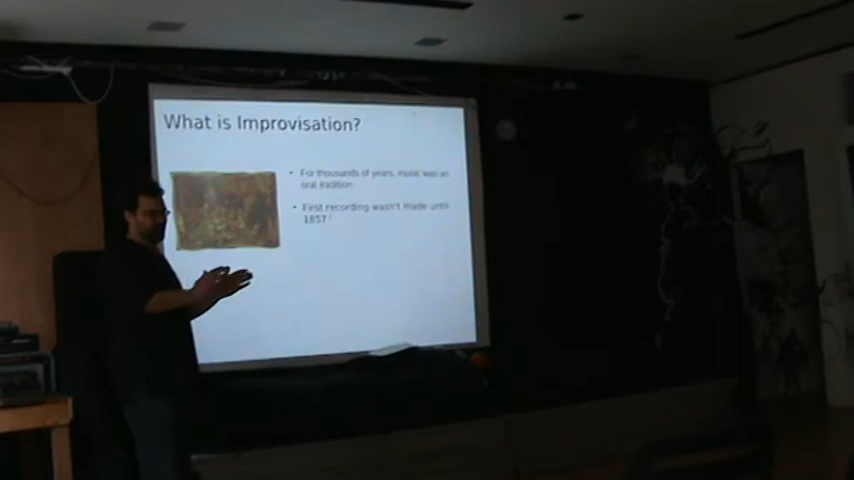 What is Improvisation?
• For thousands of years, music was an
oral tradition
• First recording wasn't made until
1857!